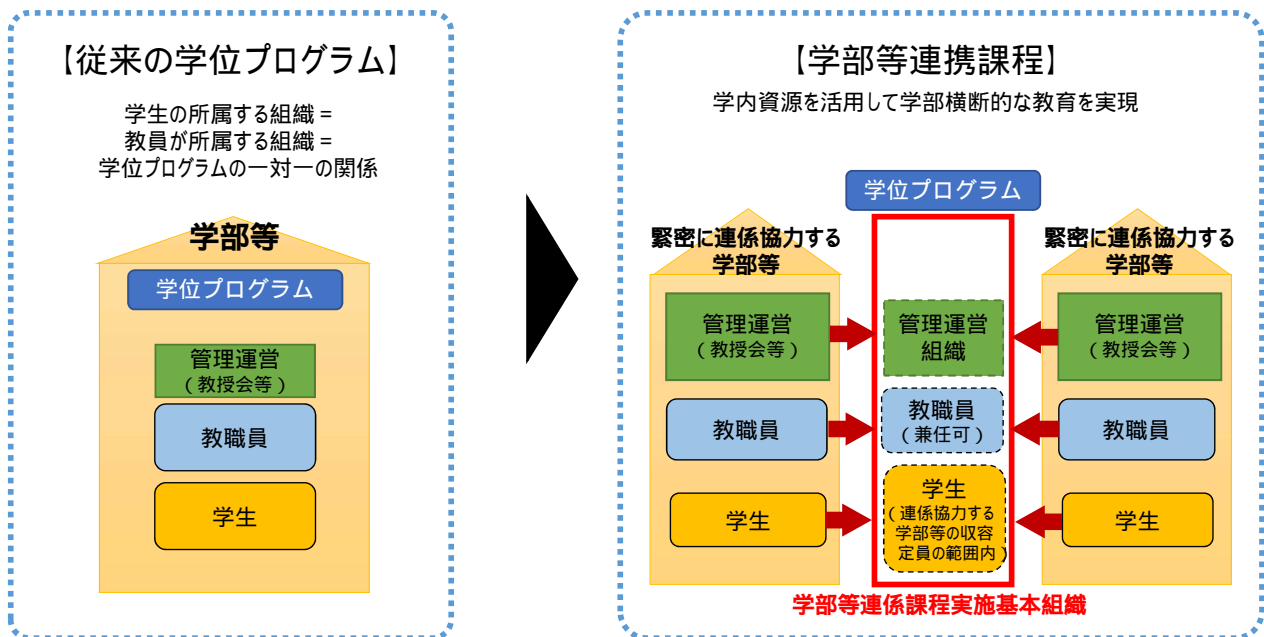 【従来の学位プログラム】
学生の所属する組織 =
教員が所属する組織 =
学位プログラムの一対一の関係
学部等
学位プログラム
管理運営
(教授会等)
教職員
学生
【学部等連携課程】
学内資源を活用して学部横断的な教育を実現
学位プログラム
緊密に連係協力する
学部等
管理運営
(教授会等)
教職員
学生
管理運営
組織
教職員
(兼任可)
学生
(連係協力する
学部等の収容
定員の範囲内)
緊密に連係協力する
学部等
管理運営
(教授会等)
教職員
学生
学部等連係課程実施基本組織